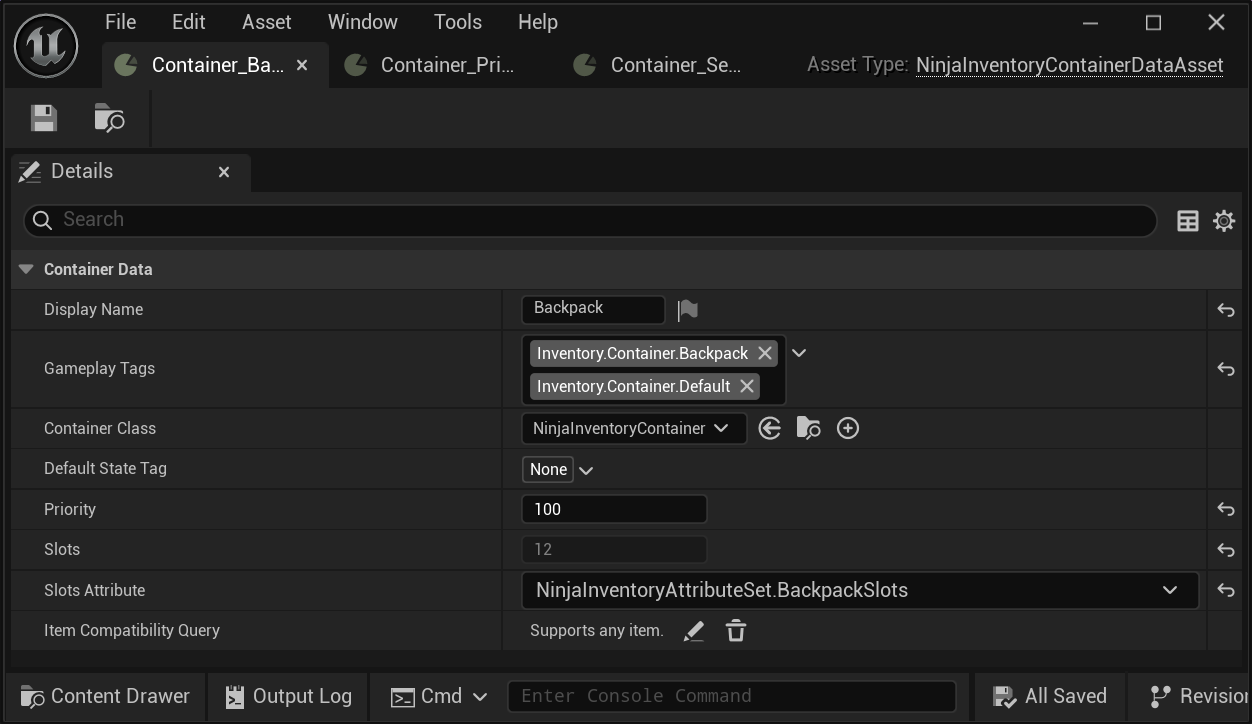 File Edit Asset Window Tools Help
Container_Ba... Container_Pri... Container_Se... Asset Type: NinjaInventoryContainerDataAsset
Details
Search
Container Data
Display Name Backpack
Gameplay Tags Inventory.Container.Backpack
Inventory.Container.Default
Container Class NinjaInventoryContainer
Default State Tag None
Priority 100
Slots 12
Slots Attribute NinjaInventoryAttributeSet.BackpackSlots
Item Compatibility Query Supports any item.
Content Drawer Output Log Cmd Enter Console Command All Saved Revision